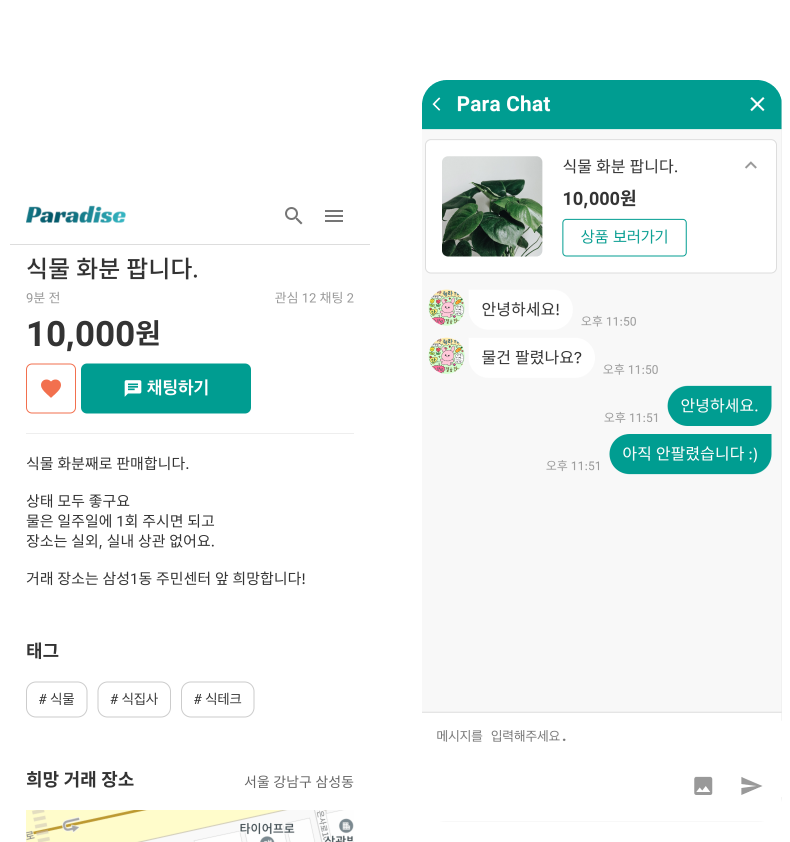 Paradise
식물 화분 팝니다.
9분 전
관심 12 채팅 2
10,000원
채팅하기
식물 화분째로 판매합니다.
상태 모두 좋구요
물은 일주일에 1회 주시면 되고
장소는 실외, 실내 상관 없어요.
거래 장소는 삼성1동 주민센터 앞 희망합니다!
태그
# 식물
# 식집사
# 식테크
희망 거래 장소
서울 강남구 삼성동
타이어프로
Para Chat
식물 화분 팝니다.
10,000원
상품 보러가기
안녕하세요!
오후 11:50
물건 팔렸나요?
오후 11:50
오후 11:51
안녕하세요.
오후 11:51
아직 안팔렸습니다 :)
메시지를 입력해주세요.